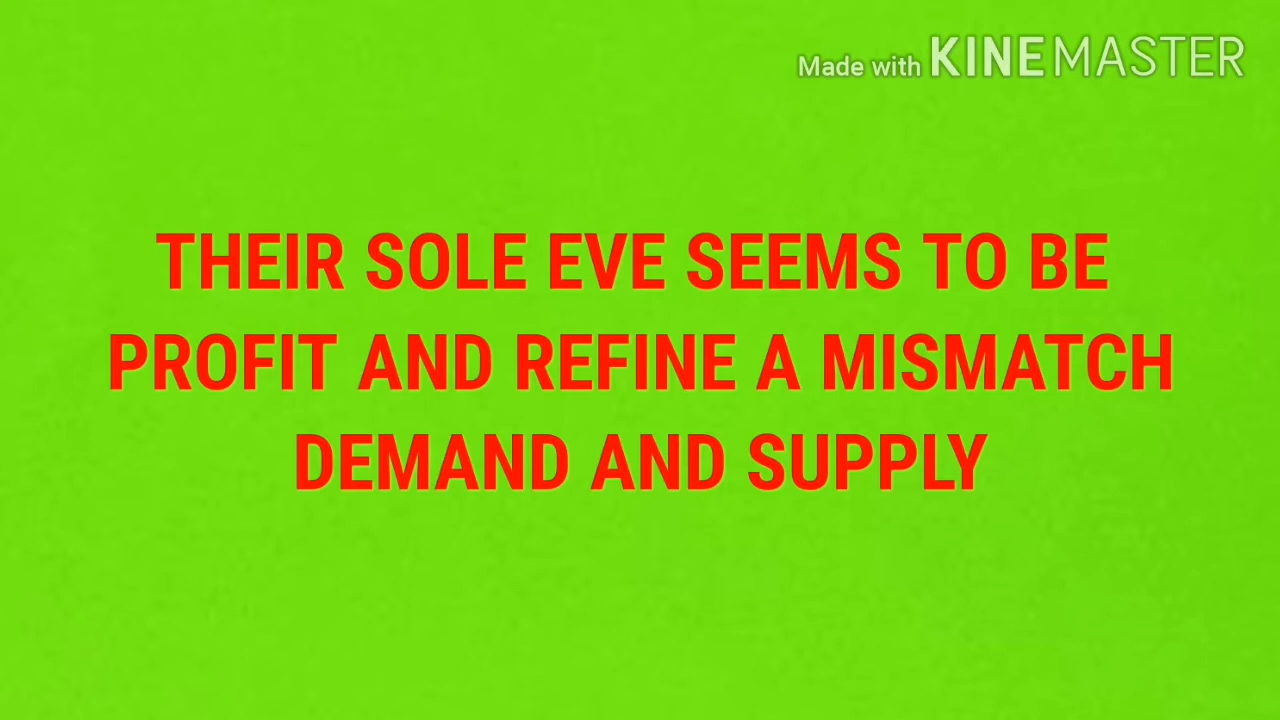 Made with KINEMASTER
THEIR SOLE EVE SEEMS TO BE
PROFIT AND REFINE A MISMATCH
DEMAND AND SUPPLY